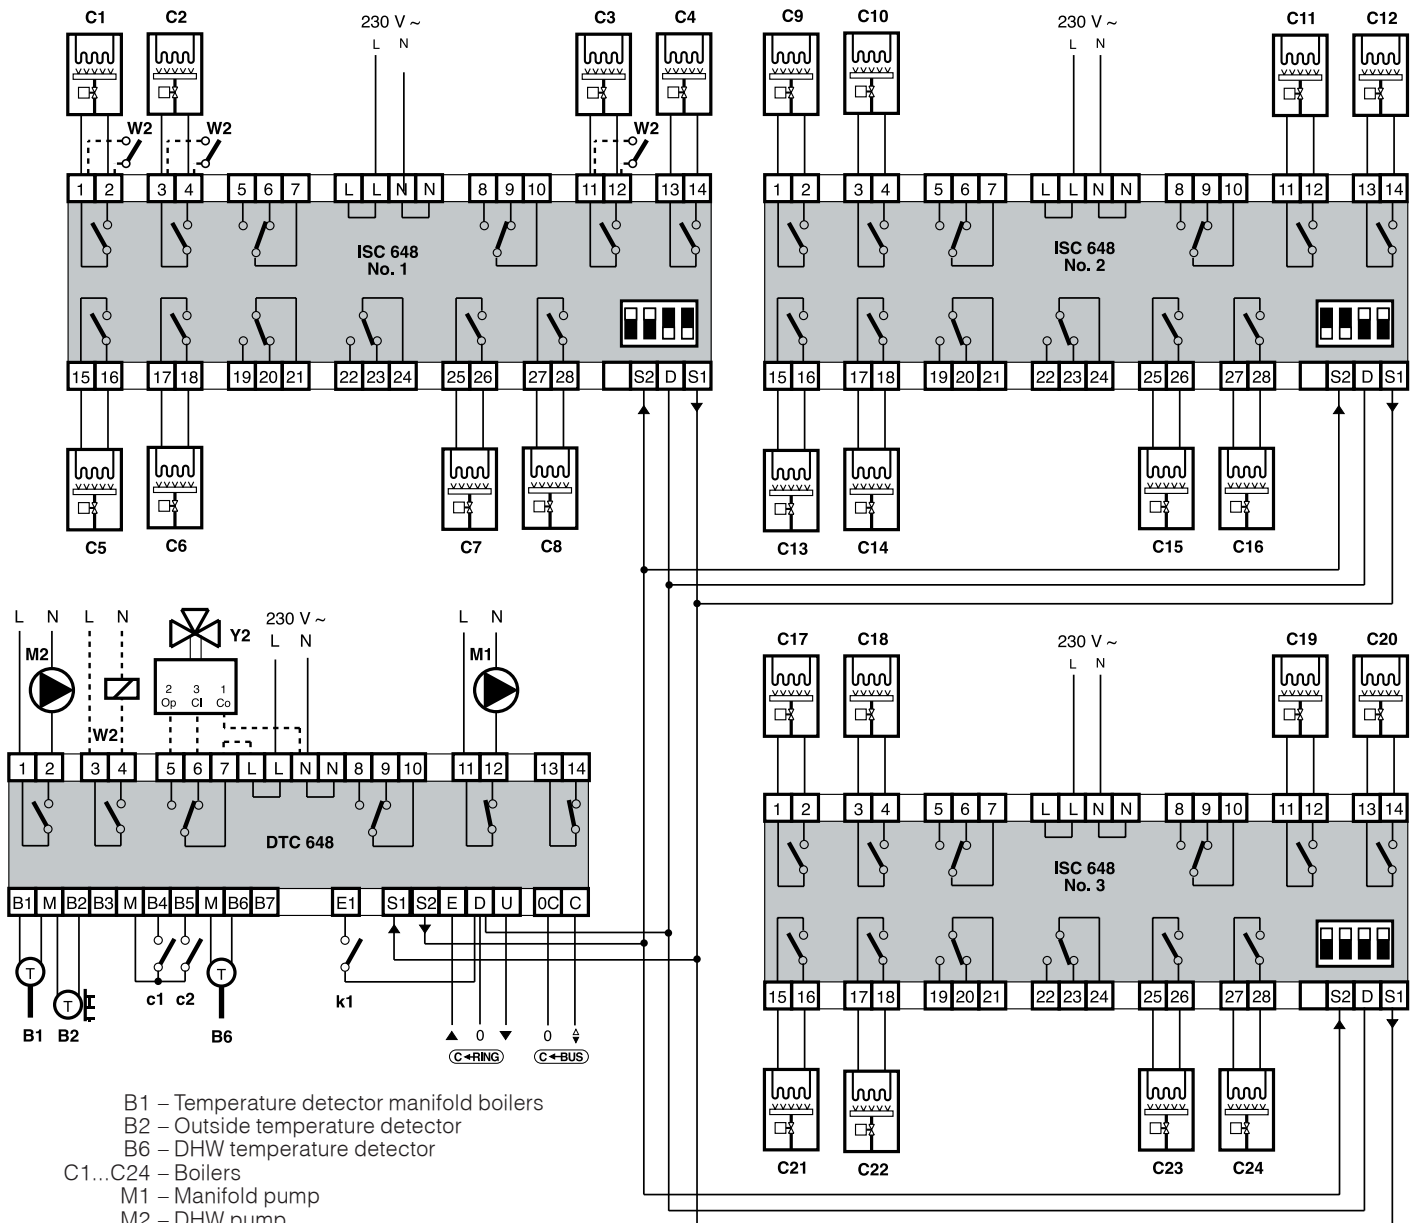 C1 C2 230 V ~ C3 C4 C9 C10 230 V ~ C11 C12
L N L N
W2 W2 W2
1 2 3 4 5 6 7 L L N N 8 9 10 11 12 13 14
1 2 3 4 5 6 7 L L N N 8 9 10 11 12 13 14
ISC 648
No. 1
ISC 648
No. 2
15 16 17 18 19 20 21 22 23 24 25 26 27 28 S2 D S1
15 16 17 18 19 20 21 22 23 24 25 26 27 28 S2 D S1
C5 C6 C7 C8
C13 C14 C15 C16
L N L N 230 V ~ L N
Y2
L N
M2 M1
2 3 1
Op Cl Co
W2
C17 C18 230 V ~ C19 C20
L N
1 2 3 4 5 6 7 L L N N 8 9 10 11 12 13 14
DTC 648
1 2 3 4 5 6 7 L L N N 8 9 10 11 12 13 14
ISC 648
No. 3
B1 M B2 B3 M B4 B5 M B6 B7 E1 S1 S2 E D U 0C C
T T T
c1 c2 k1
B1 B2 B6
0 0
C RING C BUS
15 16 17 18 19 20 21 22 23 24 25 26 27 28 S2 D S1
C21 C22 C23 C24
B1 – Temperature detector manifold boilers
B2 – Outside temperature detector
B6 – DHW temperature detector
C1...C24 – Boilers
M1 – Manifold pump
M2 – DHW pump